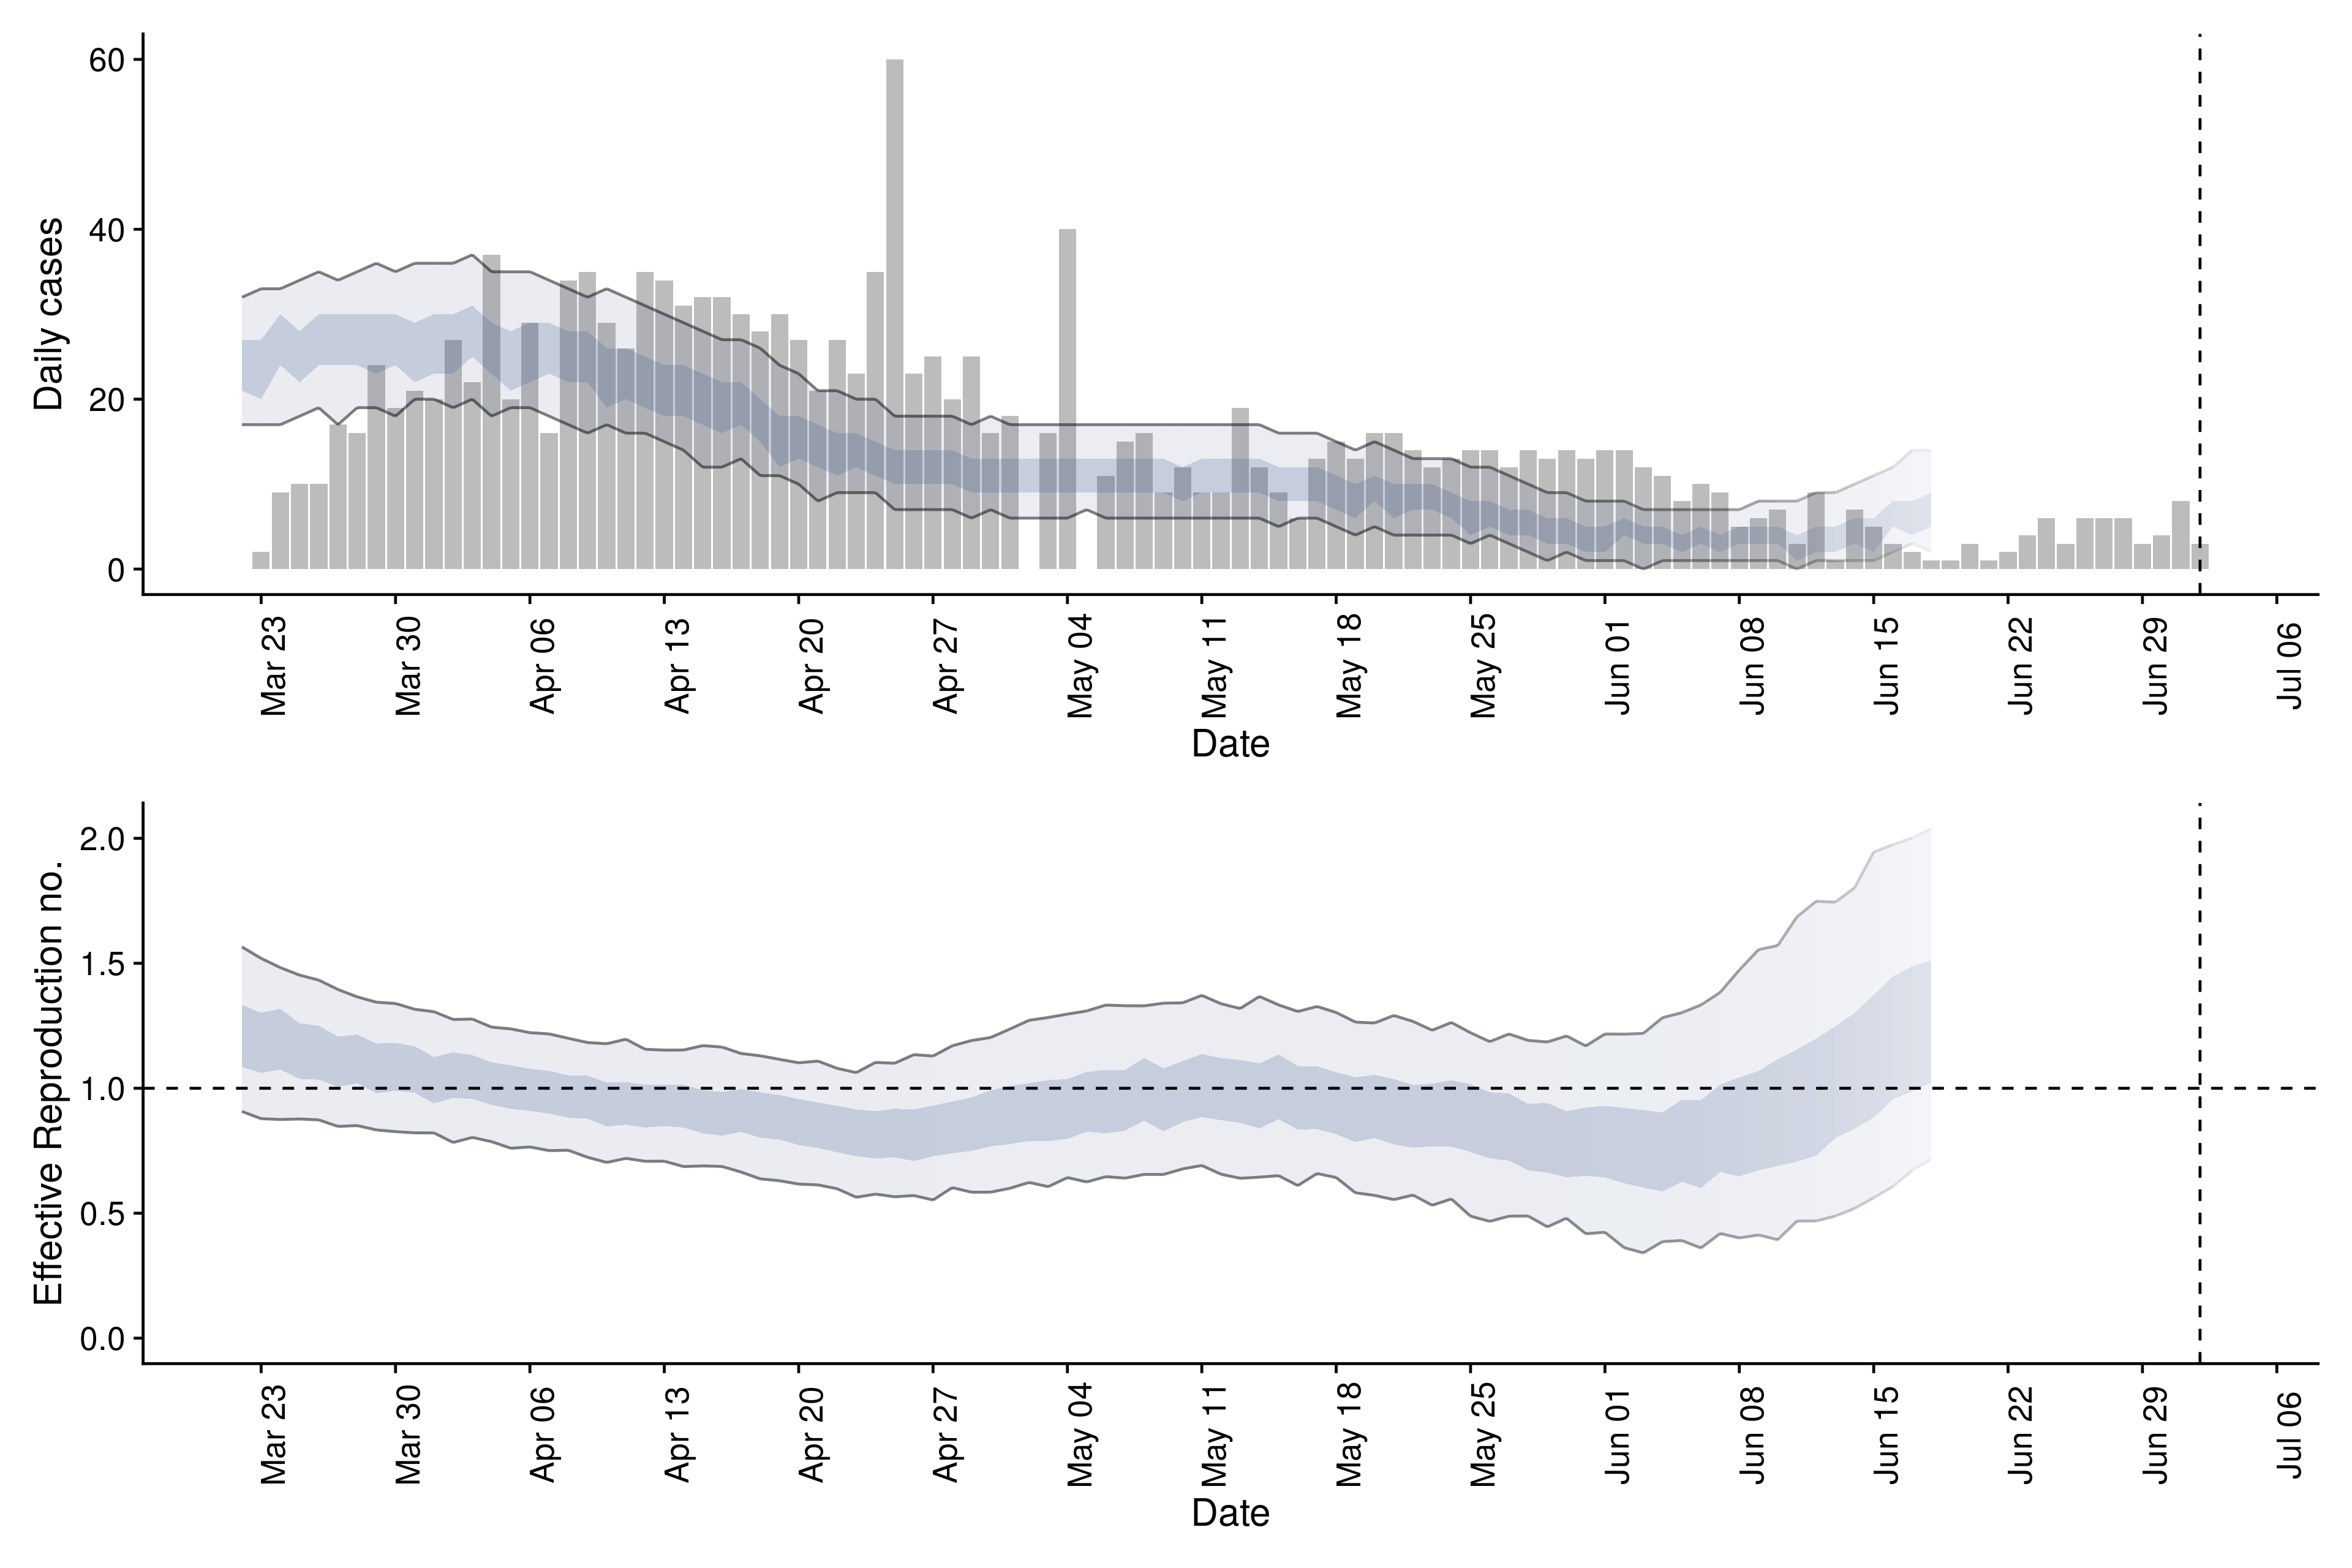 Daily cases
60
40
20
0
Mar 23
Mar 30
Apr 06
Apr 13
Apr 20
Apr 27
May 04
May 11
May 18
May 25
Jun 01
Jun 08
Jun 15
Jun 22
Jun 29
Jul 06
Date
Effective Reproduction no.
2.0
1.5
1.0
0.5
0.0
Mar 23
Mar 30
Apr 06
Apr 13
Apr 20
Apr 27
May 04
May 11
May 18
May 25
Jun 01
Jun 08
Jun 15
Jun 22
Jun 29
Jul 06
Date